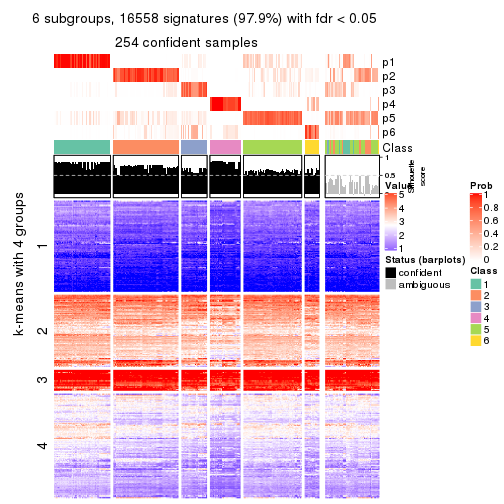 6 subgroups, 16558 signatures (97.9%) with fdr < 0.05
254 confident samples
p1
p2
p3
p4
p5
p6
Class
1
0.5
0
Silhouette
score
k-means with 4 groups
1
2
3
4
Value
5
4
3
2
1
Status (barplots)
confident
ambiguous
Prob
1
0.8
0.6
0.4
0.2
0
Class
1
2
3
4
5
6